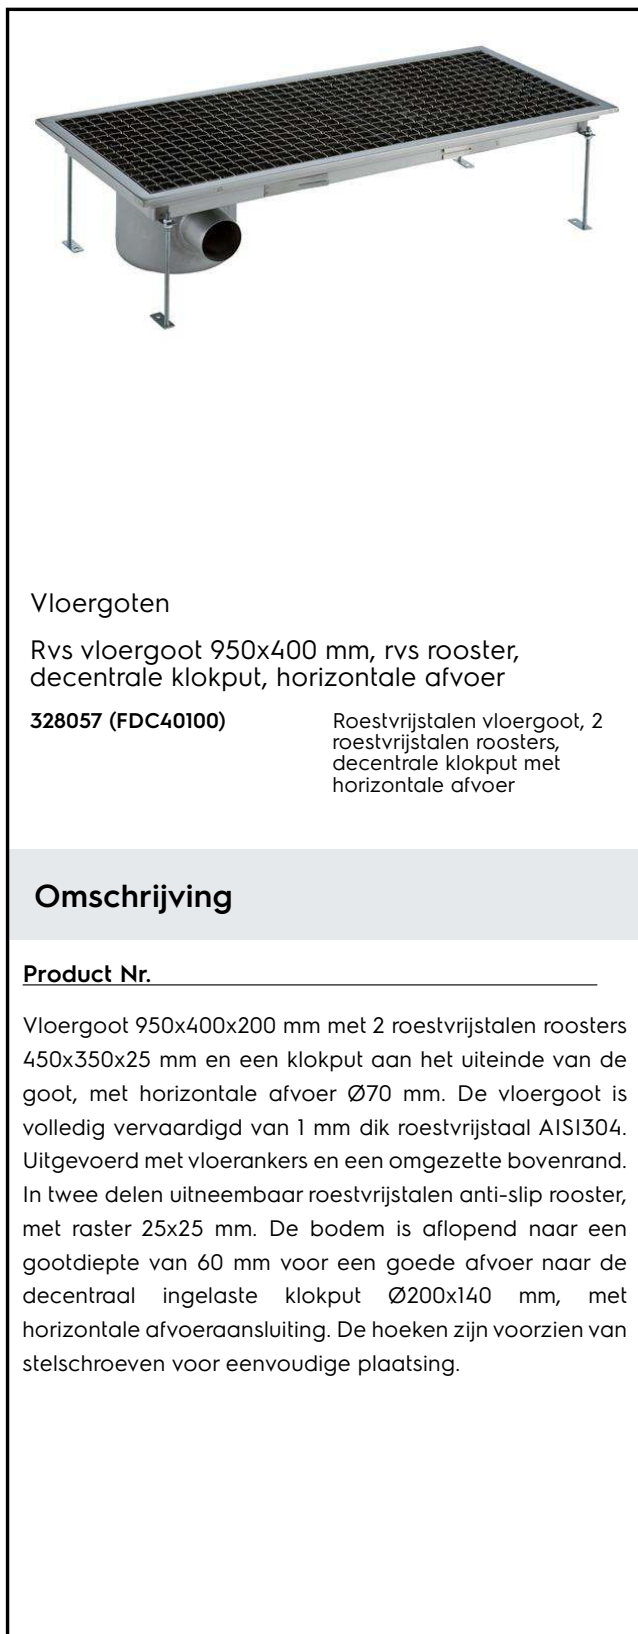 Vloergoten
Rvs vloergoot 950x400 mm, rvs rooster,
decentrale klokput, horizontale afvoer
328057 (FDC40100)
Roestvrijstalen vloergoot, 2
roestvrijstalen roosters,
decentrale klokput met
horizontale afvoer
Omschrijving
Product Nr.
Vloergoot 950x400x200 mm met 2 roestvrijstalen roosters
450x350x25 mm en een klokput aan het uiteinde van de
goot, met horizontale afvoer Ø70 mm. De vloergoot is
volledig vervaardigd van 1 mm dik roestvrijstaal AISI304.
Uitgevoerd met vloerankers en een omgezette bovenrand.
In twee delen uitneembaar roestvrijstalen anti-slip rooster,
met raster 25x25 mm. De bodem is aflopend naar een
gootdiepte van 60 mm voor een goede afvoer naar de
decentraal ingelaste klokput Ø200x140 mm, met
horizontale afvoeraansluiting. De hoeken zijn voorzien van
stelschroeven voor eenvoudige plaatsing.